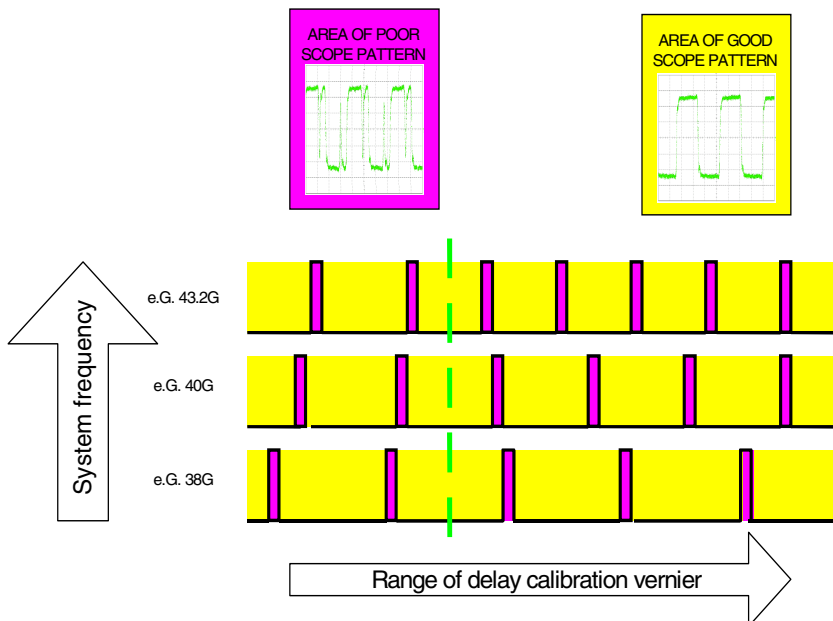 AREA OF POOR
SCOPE PATTERN
AREA OF GOOD
SCOPE PATTERN
System frequency
e.G. 43.2G
e.G. 40G
e.G. 38G
Range of delay calibration vernier